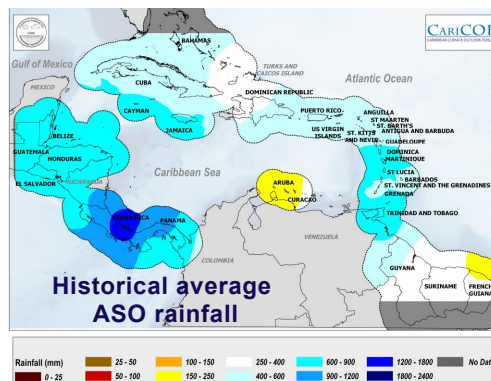 CARICOF
CARIBBEAN CLIMATE OUTLOOK FORUM
BAHAMAS
Gulf of Mexico
TURKS AND
CAICOS ISLAND
Atlantic Ocean
MEXICO
CUBA
DOMINICAN REPUBLIC
CAYMAN
PUERTO RICO
ANGUILLA
ST MAARTEN
ST. BARTH'S
JAMAICA
US VIRGIN
ISLANDS
ST. KITTS
AND NEVIS
ANTIGUA AND BARBUDA
BELIZE
GUADELOUPE
GUATEMALA
DOMINICA
HONDURAS
MARTINIQUE
Caribbean Sea
ST LUCIA
EL SALVADOR
NICARAGUA
ARUBA
BARBADOS
ST. VINCENT AND THE GRENADINES
CURACAO
GRENADA
COSTA RICA
PANAMA
TRINIDAD AND TOBAGO
VENEZUELA
COLOMBIA
GUYANA
SURINAME
FRENCH
GUIANA
Historical average
ASO rainfall
Rainfall (mm)
25 - 50
100 - 150
250 - 400
600 - 900
1200 - 1800
No Dat
0 - 25
50 - 100
150 - 250
400 - 600
900 - 1200
1800 - 2400